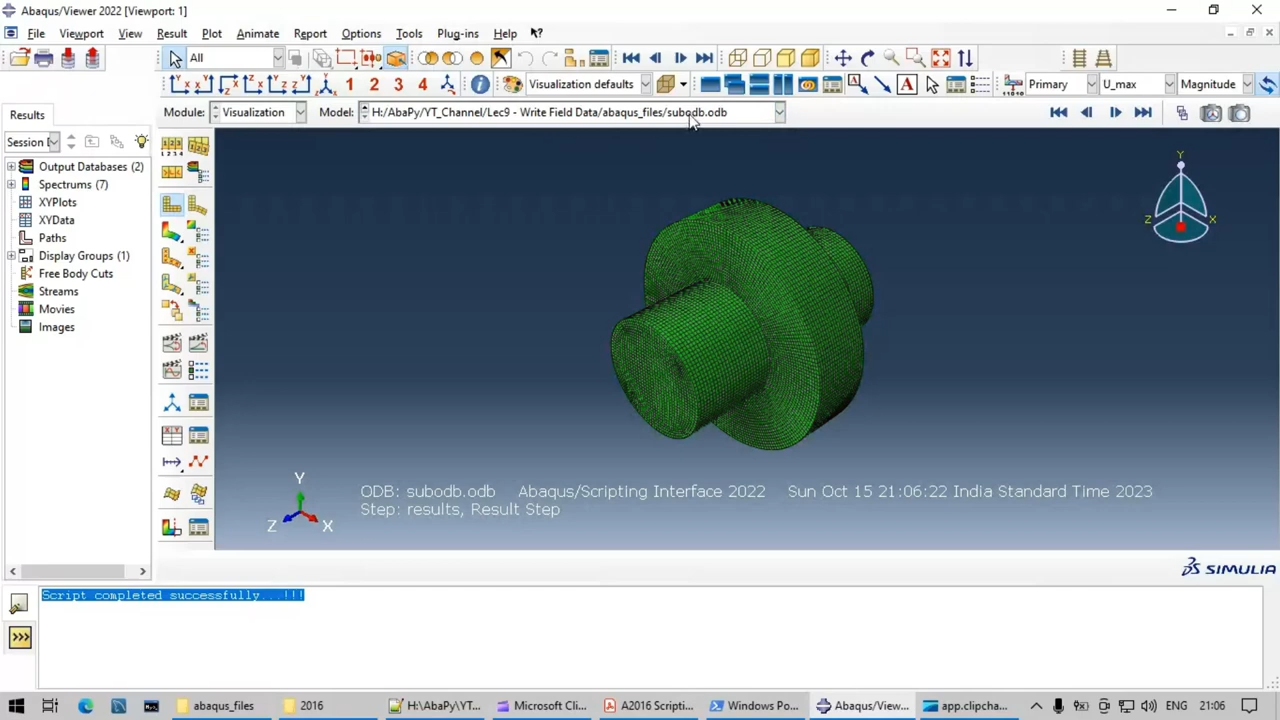 Abaqus/Viewer 2022 [Viewport: 1]
File Viewport View Result Plot Animate Report Options Tools Plug-ins Help
All
1 2 3 4 Visualization defaults Primary U_max Magnitude
Module: Visualization Model: H:/AbaPy/YT_Channel/Lec9 - Write Field Data/abaqus_files/subodb.odb
Results
Session D
Output Databases (2)
Spectrums (7)
XYPlots
XYData
Paths
Display Groups (1)
Free Body Cuts
Streams
Movies
Images
Y
Z X
Y
Z X
ODB: subodb.odb Abaqus/Scripting Interface 2022 Sun Oct 15 21:06:22 India Standard Time 2023
Step: results, Result Step
SIMULIA
Script completed successfully...!!!
>>>
abaqus_files 2016 H:\AbaPy\YT... Microsoft Cli... A2016 Scripti... Windows Po... Abaqus/View... app.clipcha... ENG 21:06